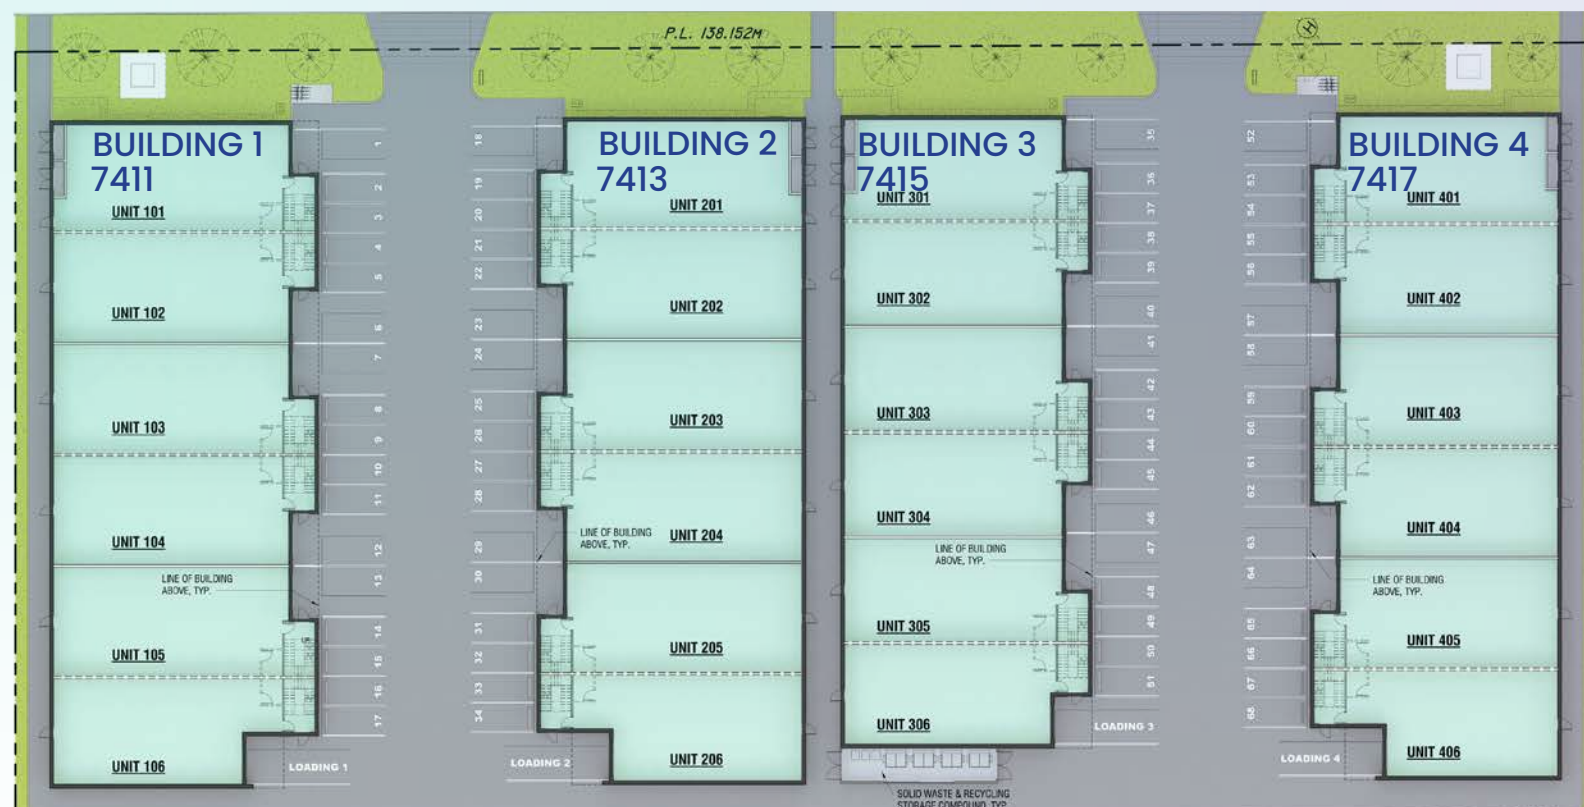 P.L. 138.152M
H
BUILDING 1
7411
UNIT 101
UNIT 102
UNIT 103
UNIT 104
LINE OF BUILDING
ABOVE, TYP.
UNIT 105
UNIT 106
1
2
3
4
5
6
7
8
9
10
11
12
13
14
15
16
17
LOADING 1
18
19
20
21
22
23
24
25
26
27
28
29
30
31
32
33
34
LOADING 2
BUILDING 2
7413
UNIT 201
UNIT 202
UNIT 203
LINE OF BUILDING
ABOVE, TYP.
UNIT 204
UNIT 205
UNIT 206
BUILDING 3
7415
UNIT 301
UNIT 302
UNIT 303
UNIT 304
LINE OF BUILDING
ABOVE, TYP.
UNIT 305
UNIT 306
35
36
37
38
39
40
41
42
43
44
45
46
47
48
49
50
51
LOADING 3
SOLID WASTE & RECYCLING
STORAGE COMPOUND, TYP.
52
53
54
55
56
57
58
59
60
61
62
63
64
65
66
67
68
LOADING 4
BUILDING 4
7417
UNIT 401
UNIT 402
UNIT 403
UNIT 404
LINE OF BUILDING
ABOVE, TYP.
UNIT 405
UNIT 406